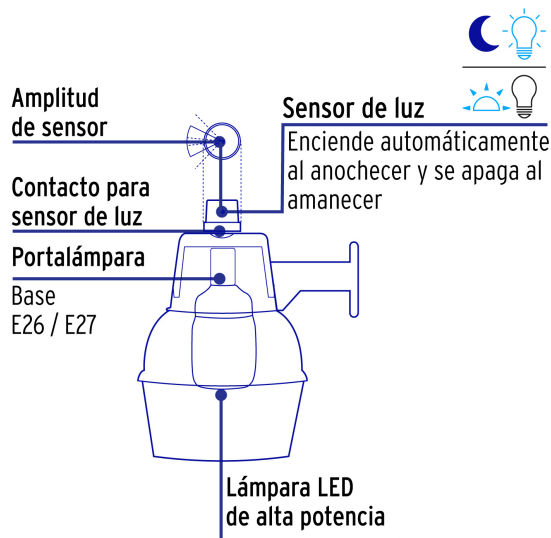 Amplitud
de sensor
Sensor de luz
Enciende automáticamente
al anochecer y se apaga al
amanecer
Contacto para
sensor de luz
Portalámpara
Base
E26 / E27
Lámpara LED
de alta potencia